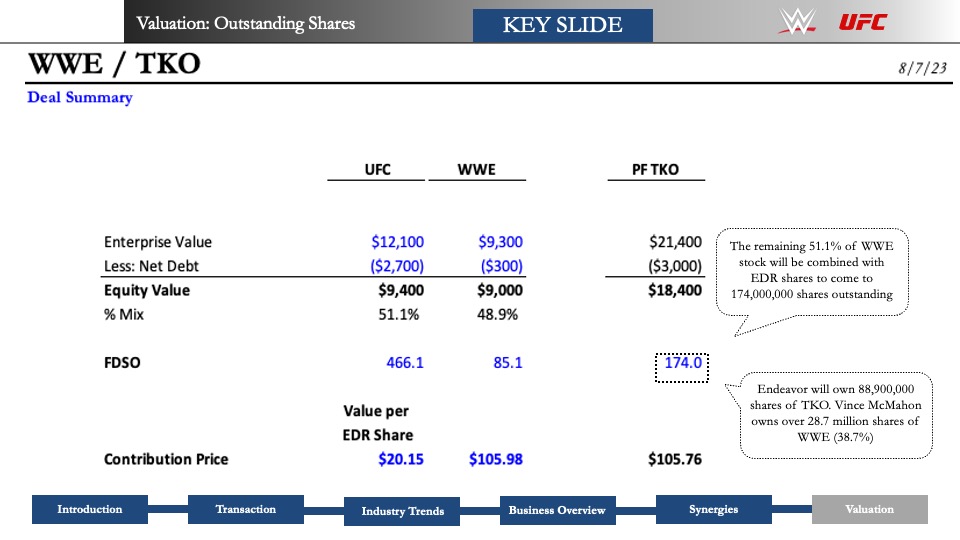 Valuation: Outstanding Shares
KEY SLIDE
W
UFC
WWE / TKO
8/7/23
Deal Summary
UFC WWE PF TKO
Enterprise Value $12,100 $9,300 $21,400
Less: Net Debt ($2,700) ($300) ($3,000)
Equity Value $9,400 $9,000 $18,400
% Mix 51.1% 48.9%
The remaining 51.1% of WWE
stock will be combined with
EDR shares to come to
174,000,000 shares outstanding
FDSO 466.1 85.1 174.0
Endeavor will own 88,900,000
shares of TKO. Vince McMahon
owns over 28.7 million shares of
WWE (38.7%)
Value per
EDR Share
Contribution Price $20.15 $105.98 $105.76
Introduction
Transaction
Industry Trends
Business Overview
Synergies
Valuation